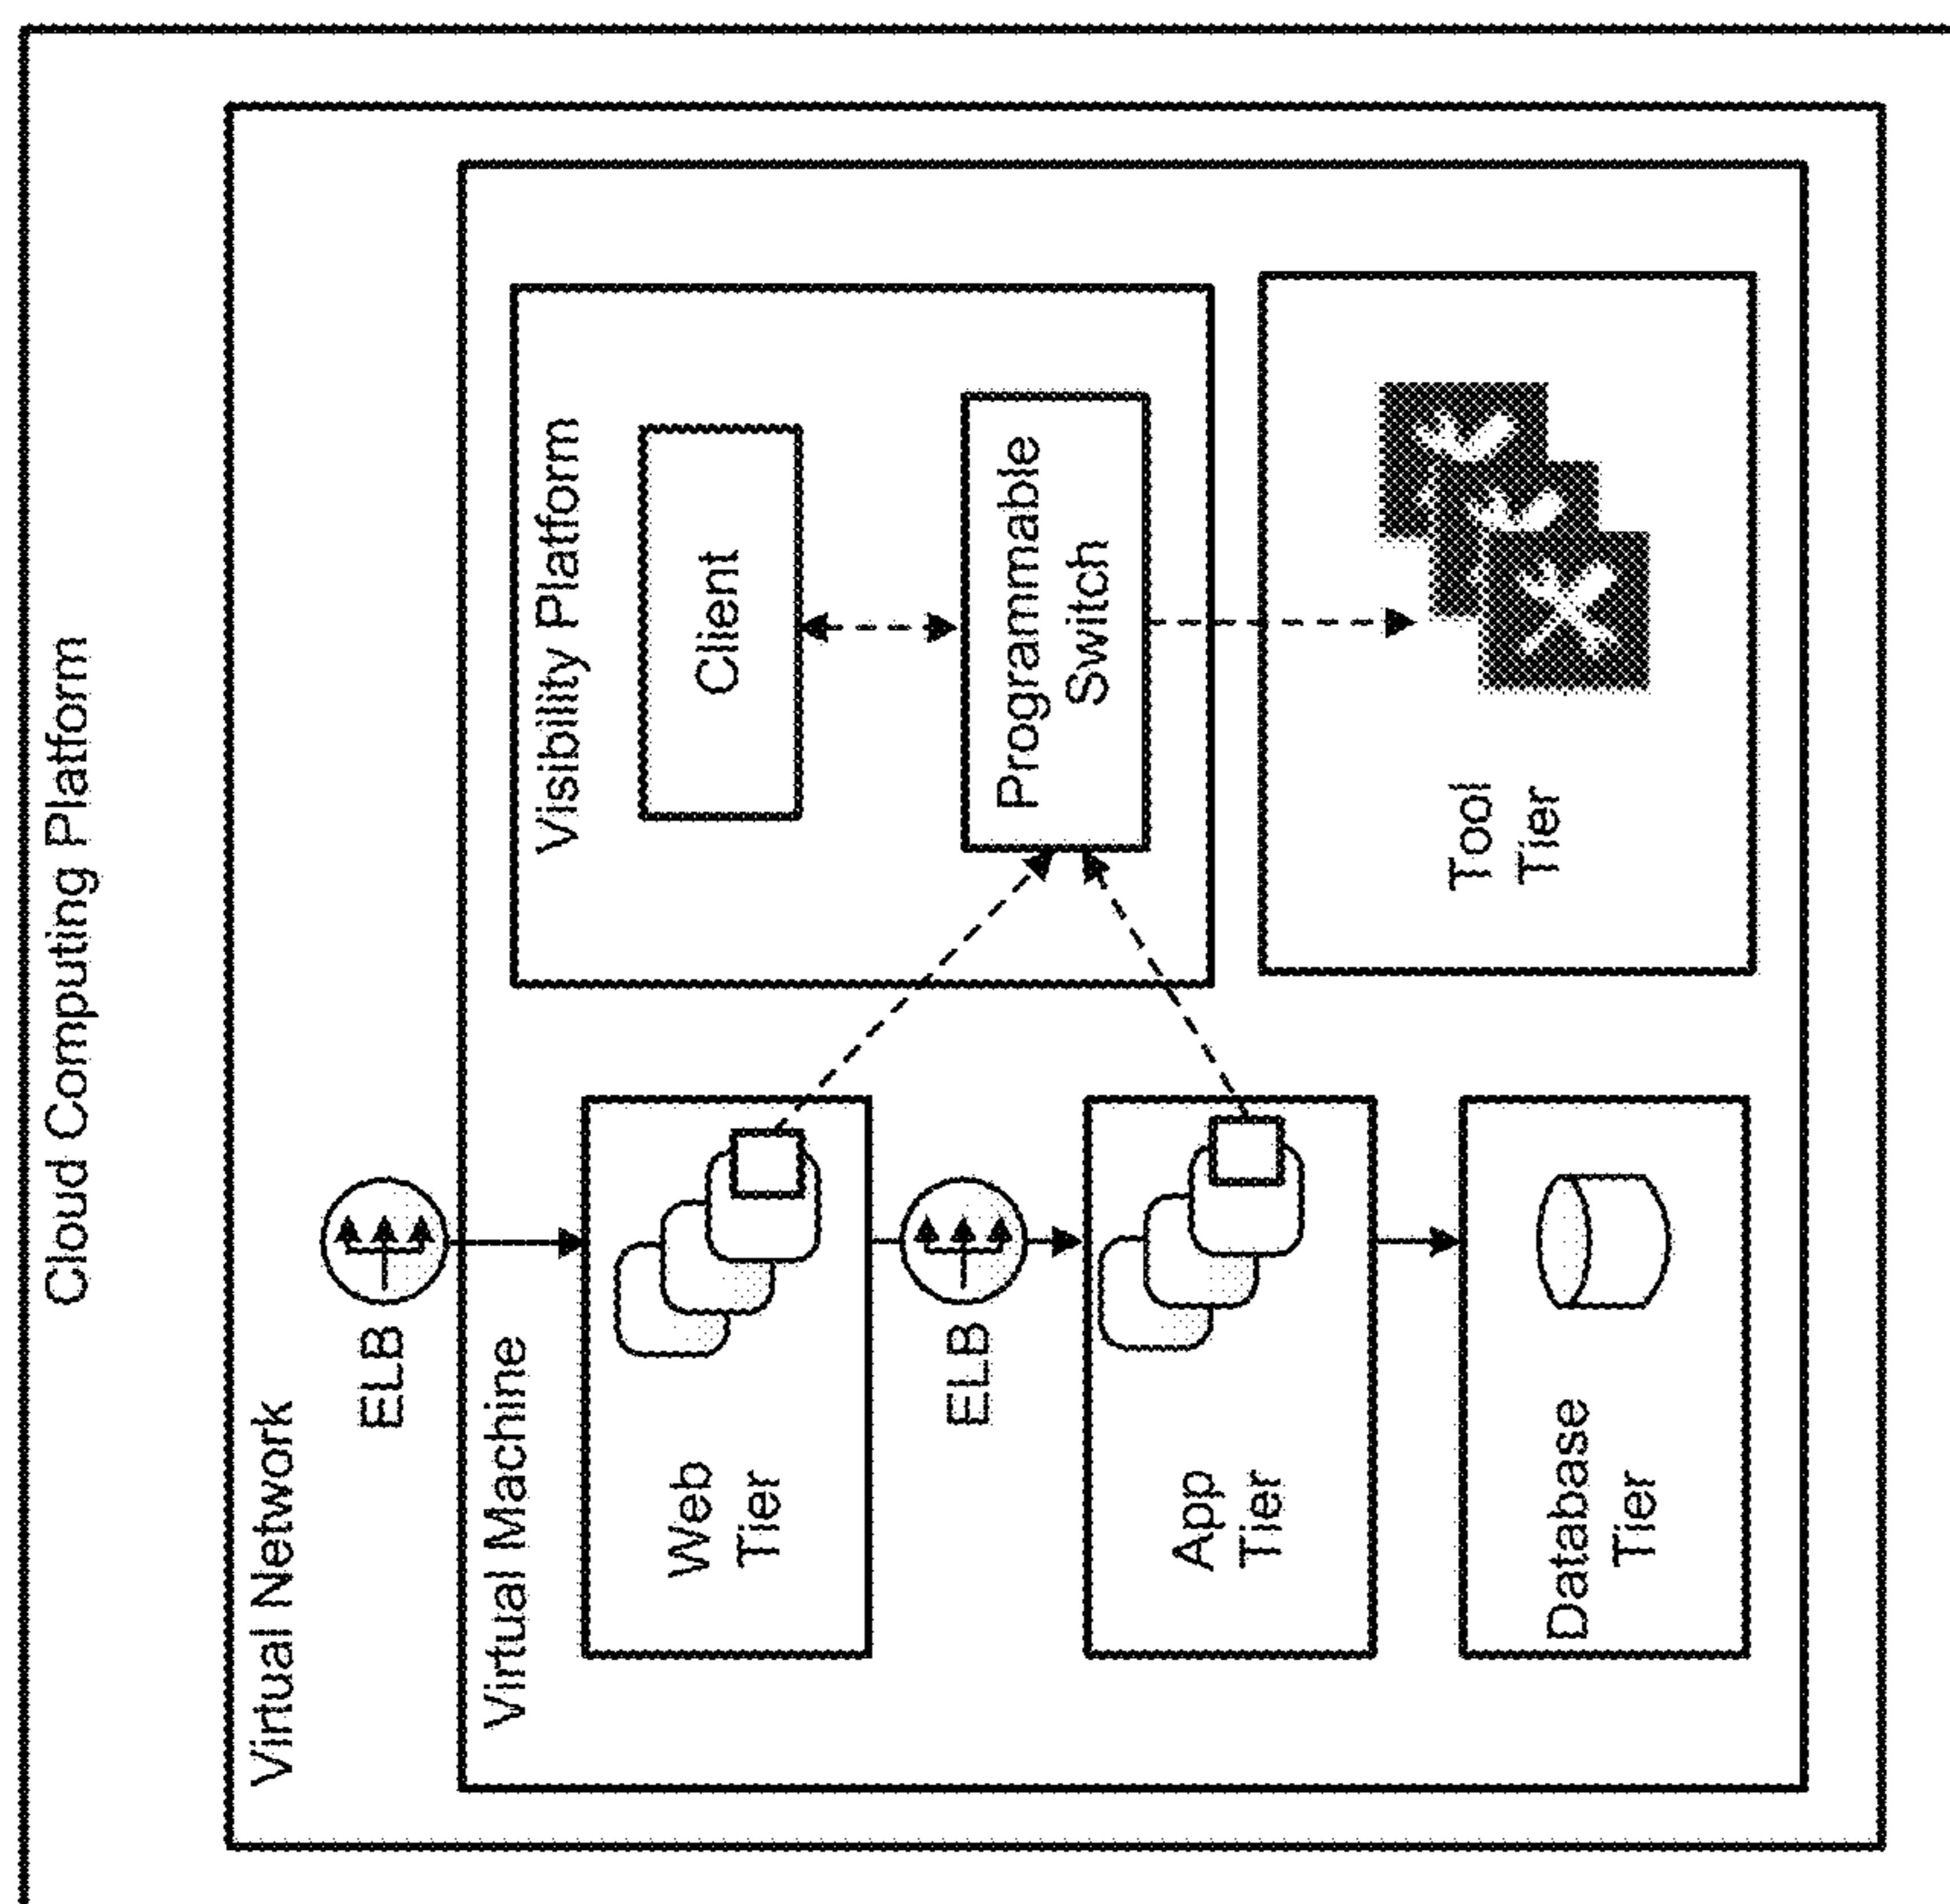 Cloud Computing Platform
Virtual Network
ELB
Virtual Machine
Visibility Platform
Client
Web
Tier
ELB
Programmable
Switch
App
Tier
Tool
Tier
Database
Tier